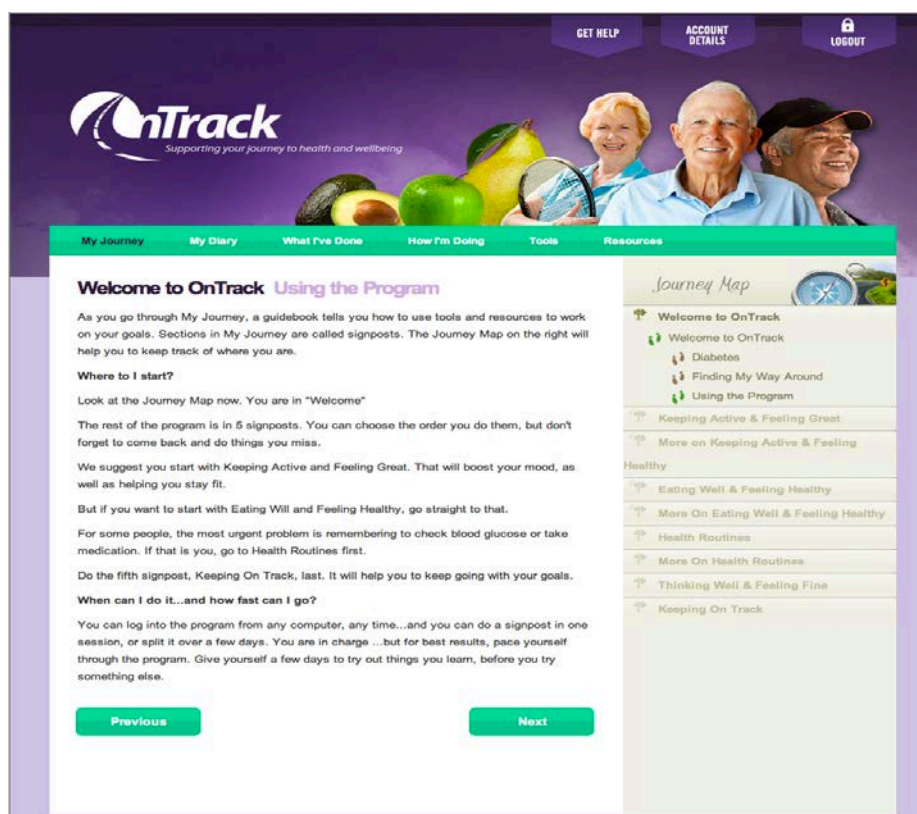 GET HELP
ACCOUNT
DETAILS
LOGOUT
OnTrack
Supporting your journey to health and wellbeing
My Journey My Diary What I've Done How I'm Doing Tools Resources
Welcome to OnTrack Using the Program
As you go through My Journey, a guidebook tells you how to use tools and resources to work
on your goals. Sections in My Journey are called signposts. The Journey Map on the right will
help you to keep track of where you are.
Where to I start?
Look at the Journey Map now. You are in "Welcome"
The rest of the program is in 5 signposts. You can choose the order you do them, but don't
forget to come back and do things you miss.
We suggest you start with Keeping Active and Feeling Great. That will boost your mood, as
well as helping you stay fit.
But if you want to start with Eating Will and Feeling Healthy, go straight to that.
For some people, the most urgent problem is remembering to check blood glucose or take
medication. If that is you, go to Health Routines first.
Do the fifth signpost, Keeping On Track, last. It will help you to keep going with your goals.
When can I do it...and how fast can I go?
You can log into the program from any computer, any time...and you can do a signpost in one
session, or split it over a few days. You are in charge ...but for best results, pace yourself
through the program. Give yourself a few days to try out things you learn, before you try
something else.
Previous
Next
Journey Map
Welcome to OnTrack
Welcome to OnTrack
Diabetes
Finding My Way Around
Using the Program
Keeping Active & Feeling Great
More on Keeping Active & Feeling
Healthy
Eating Well & Feeling Healthy
More On Eating Well & Feeling Healthy
Health Routines
More On Health Routines
Thinking Well & Feeling Fine
Keeping On Track